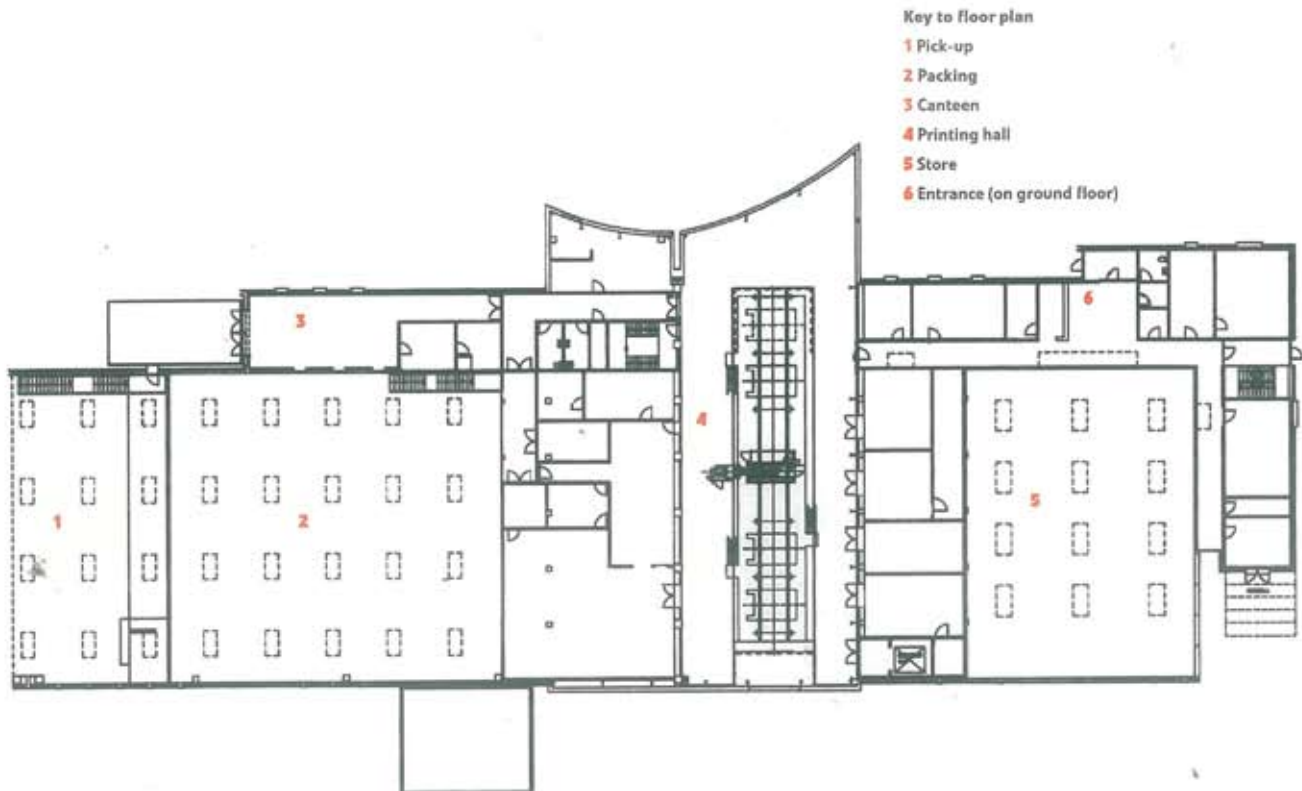 Key to floor plan
1 Pick-up
2 Packing
3 Canteen
4 Printing hall
5 Store
6 Entrance (on ground floor)
6
3
4
5
1
2